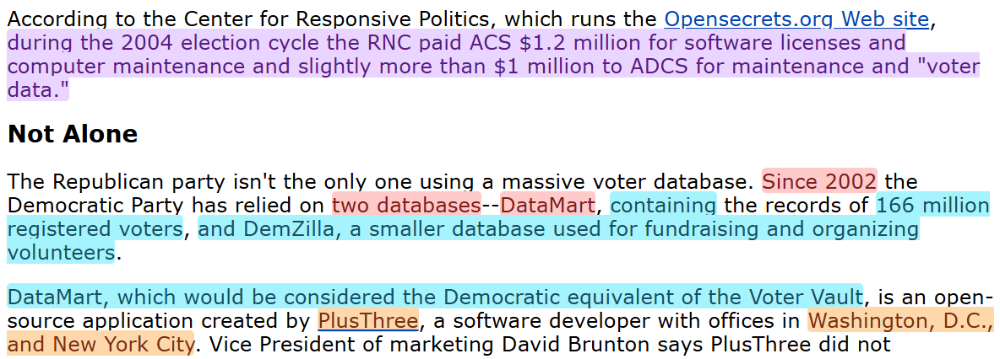 According to the Center for Responsive Politics, which runs the Opensecrets.org Web site,
during the 2004 election cycle the RNC paid ACS $1.2 million for software licenses and
computer maintenance and slightly more than $1 million to ADCS for maintenance and "voter
data."
Not Alone
The Republican party isn't the only one using a massive voter database. Since 2002 the
Democratic Party has relied on two databases--DataMart, containing the records of 166 million
registered voters, and DemZilla, a smaller database used for fundraising and organizing
volunteers.
DataMart, which would be considered the Democratic equivalent of the Voter Vault, is an open-
source application created by PlusThree, a software developer with offices in Washington, D.C.,
and New York City. Vice President of marketing David Brunton says PlusThree did not